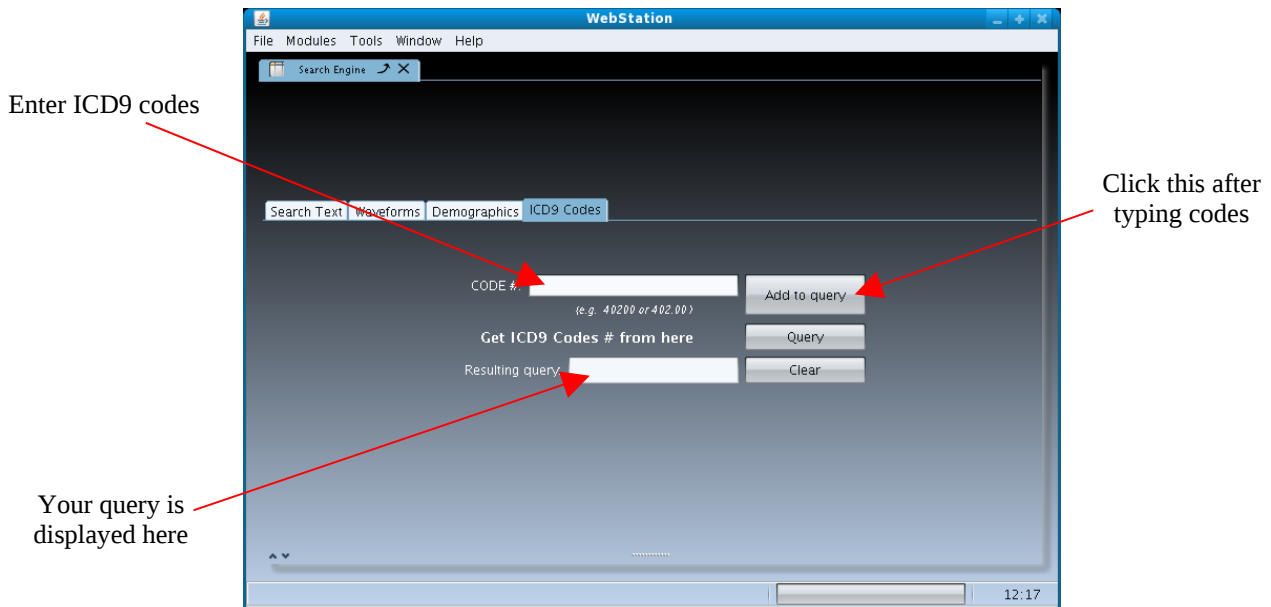 WebStation
File Modules Tools Window Help
Search Engine
Enter ICD9 codes
Click this after
typing codes
Search Text Waveforms Demographics ICD9 Codes
CODE #: Add to query
(e.g. 40200 or 402.00)
Get ICD9 Codes # from here Query
Resulting query: Clear
Your query is
displayed here
12:17